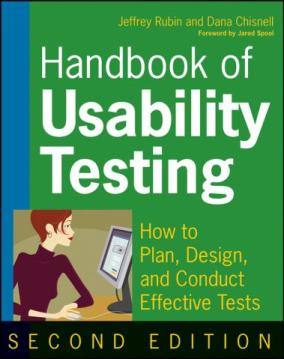 Jeffrey Rubin and Dana Chisnell
Foreword by Jared Spool
Handbook of
Usability
Testing
How to
Plan, Design,
and Conduct
Effective Tests
SECOND EDITION